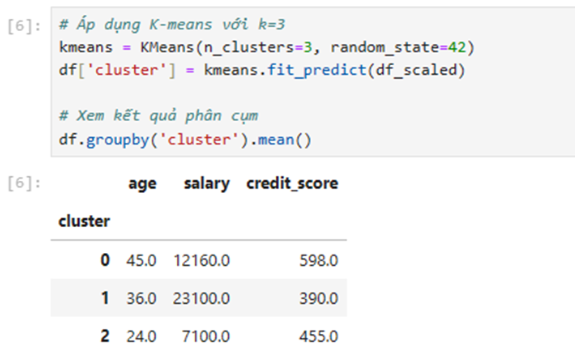 [6]: # Áp dụng K-means với k=3
kmeans = KMeans(n_clusters=3, random_state=42)
df['cluster'] = kmeans.fit_predict(df_scaled)
# Xem kết quả phân cụm
df.groupby('cluster').mean()
[6]: age salary credit_score
cluster
0 45.0 12160.0 598.0
1 36.0 23100.0 390.0
2 24.0 7100.0 455.0